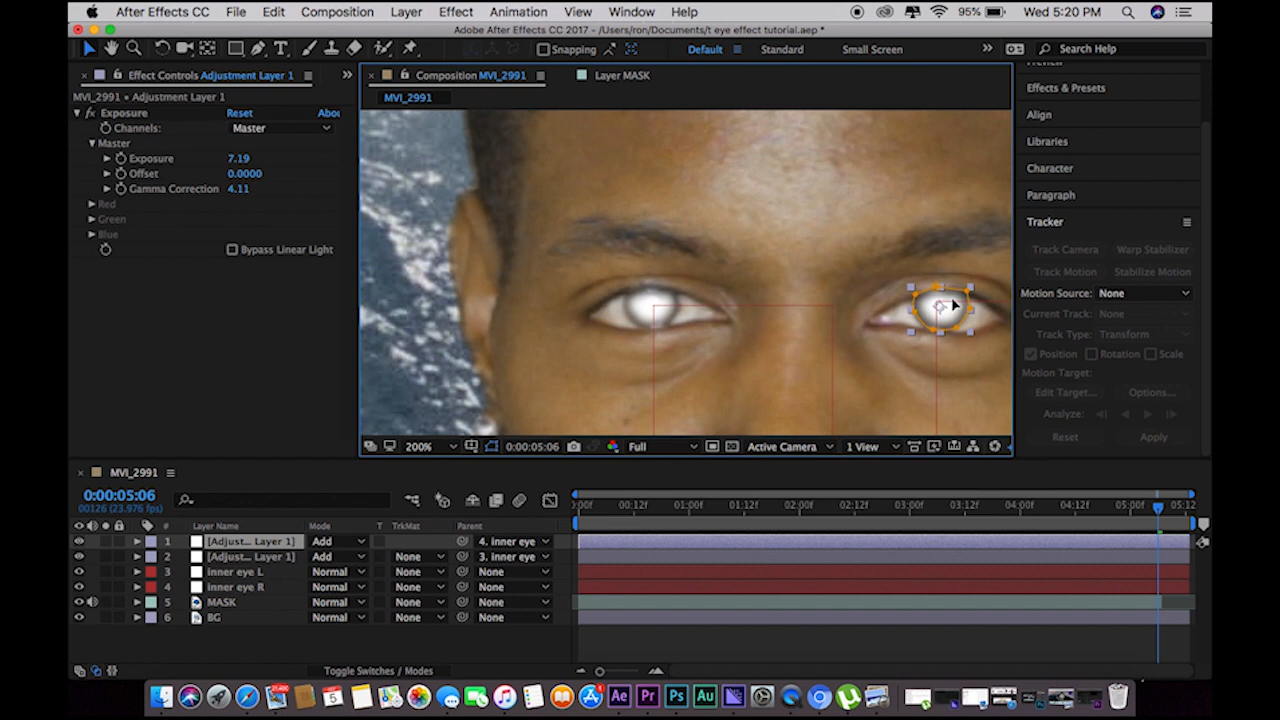 After Effects CC File Edit Composition Layer Effect Animation View Window Help 95% Wed 5:20 PM
Adobe After Effects CC 2017 - /Users/ron/Documents/t eye effect tutorial.aep *
Snapping Default Standard Small Screen Search Help
Effect Controls Adjustment Layer 1
Composition MVI_2991
Layer MASK
MVI_2991 • Adjustment Layer 1
MVI_2991
fx Exposure Reset Abou
Channels: Master
Master
Exposure 7.19
Offset 0.0000
Gamma Correction 4.11
Red
Green
Blue
Bypass Linear Light
Effects & Presets
Align
Libraries
Character
Paragraph
Tracker
Track Camera Warp Stabilizer
Track Motion Stabilize Motion
Motion Source: None
Current Track: None
Track Type: Transform
Position Rotation Scale
Motion Target:
Edit Target... Options...
Analyze:
Reset Apply
200% 0:00:05:06 Full Active Camera 1 View
MVI_2991
0:00:05:06
00126 (23.976 fps)
:00f 00:12f 01:00f 01:12f 02:00f 02:12f 03:00f 03:12f 04:00f 04:12f 05:00f 05:12
# Layer Name Mode T TrkMat Parent
1 [Adjust... Layer 1] Add 4. inner eye
2 [Adjust... Layer 1] Add None 3. inner eye
3 inner eye L Normal None None
4 inner eye R Normal None None
5 MASK Normal None None
6 BG Normal None None
Toggle Switches / Modes
5 Ae Pr Ps Au